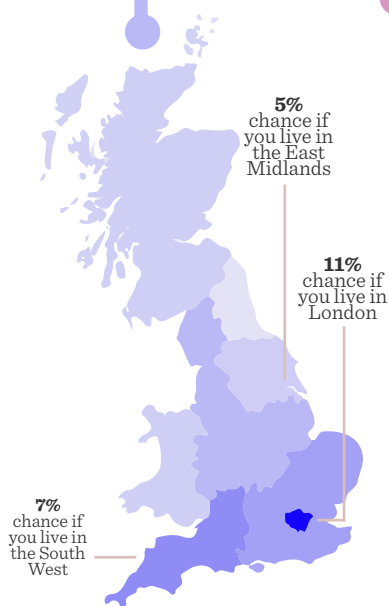 5%
chance if
you live in
the East
Midlands
11%
chance if
you live in
London
7%
chance if
you live in
the South
West